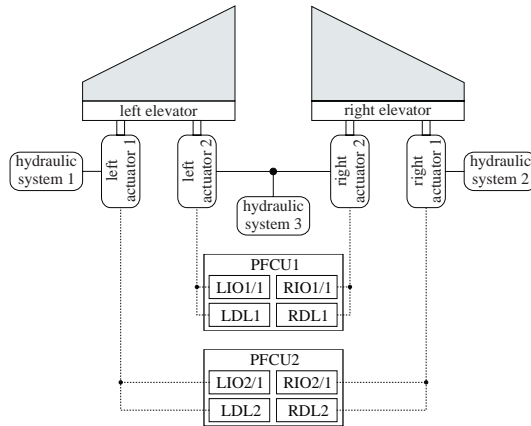 left elevator
right elevator
hydraulic
system 1
left
actuator 1
left
actuator 2
right
actuator 2
right
actuator 1
hydraulic
system 2
hydraulic
system 3
PFCU1
LIO1/1 RIO1/1
LDL1 RDL1
PFCU2
LIO2/1 RIO2/1
LDL2 RDL2